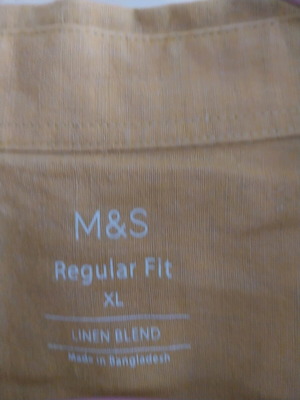 M&S
Regular Fit
XL
LINEN BLEND
Made in Bangladesh